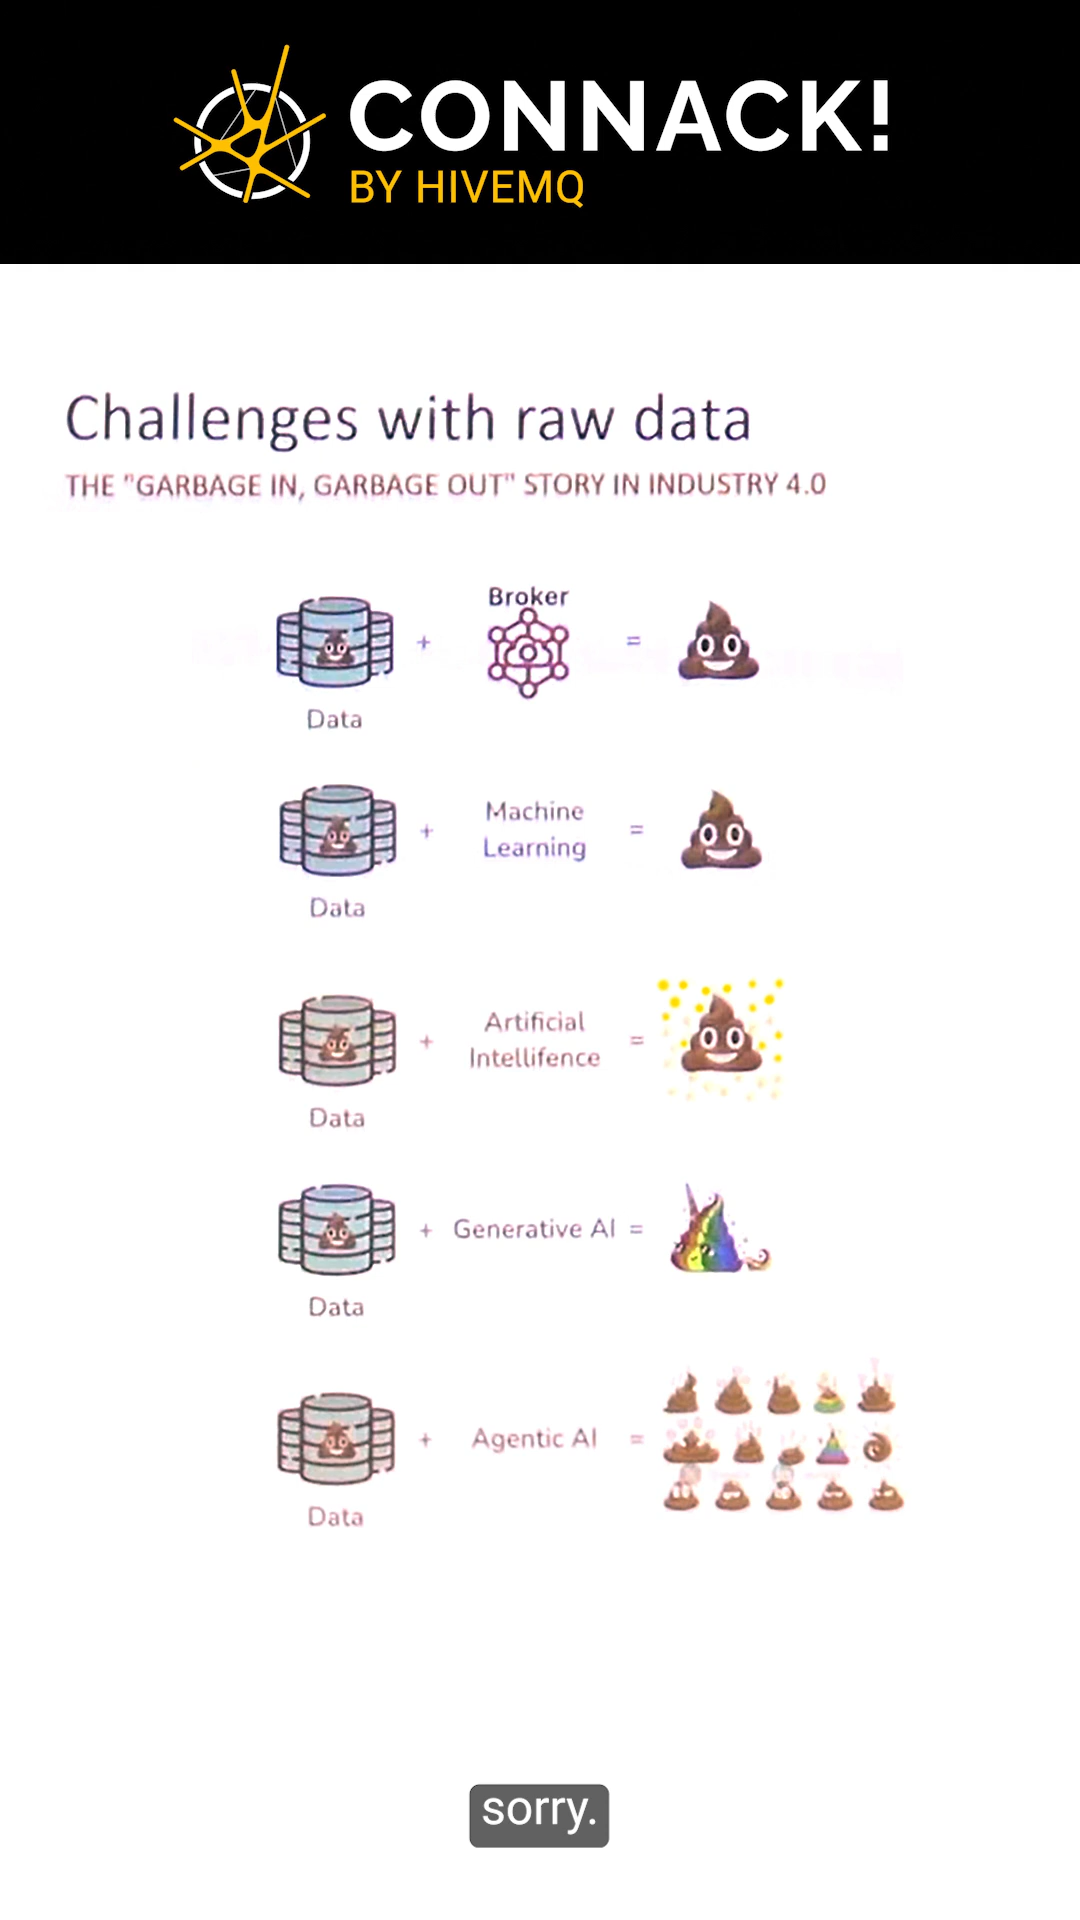 CONNACK!
BY HIVEMQ
Challenges with raw data
THE "GARBAGE IN, GARBAGE OUT" STORY IN INDUSTRY 4.0
Broker
+
=
Data
+
Machine
Learning
=
Data
+
Artificial
Intellifence
=
Data
+ Generative AI =
Data
+ Agentic AI =
Data
sorry.